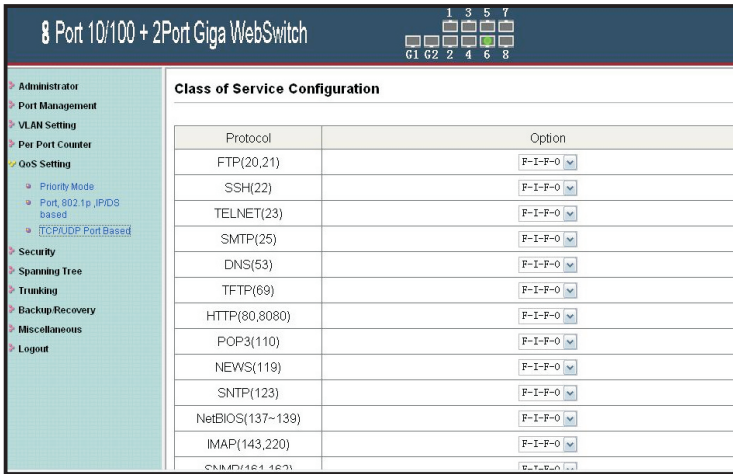 8 Port 10/100 + 2Port Giga WebSwitch
1 3 5 7
G1 G2 2 4 6 8
Administrator
Port Management
VLAN Setting
Per Port Counter
QoS Setting
Priority Mode
Port, 802.1p ,IP/DS
based
TCP/UDP Port Based
Security
Spanning Tree
Trunking
Backup/Recovery
Miscellaneous
Logout
Class of Service Configuration
Protocol Option
FTP(20,21) F-I-F-O
SSH(22) F-I-F-O
TELNET(23) F-I-F-O
SMTP(25) F-I-F-O
DNS(53) F-I-F-O
TFTP(69) F-I-F-O
HTTP(80,8080) F-I-F-O
POP3(110) F-I-F-O
NEWS(119) F-I-F-O
SNTP(123) F-I-F-O
NetBIOS(137~139) F-I-F-O
IMAP(143,220) F-I-F-O
SNMP(161,162) F-I-F-O